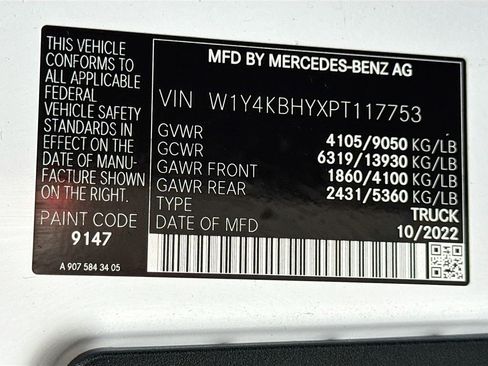 THIS VEHICLE
CONFORMS TO
ALL APPLICABLE
FEDERAL
VEHICLE SAFETY
STANDARDS IN
EFFECT ON THE
DATE OF MANU-
FACTURE SHOWN
ON THE RIGHT.
PAINT CODE
9147
A 907 584 34 05
MFD BY MERCEDES-BENZ AG
VIN W1Y4KBHYXPT117753
GVWR 4105/9050 KG/LB
GCWR 6319/13930 KG/LB
GAWR FRONT 1860/4100 KG/LB
GAWR REAR 2431/5360 KG/LB
TYPE TRUCK
DATE OF MFD 10/2022